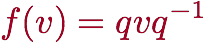 f(v) = qvq⁻¹